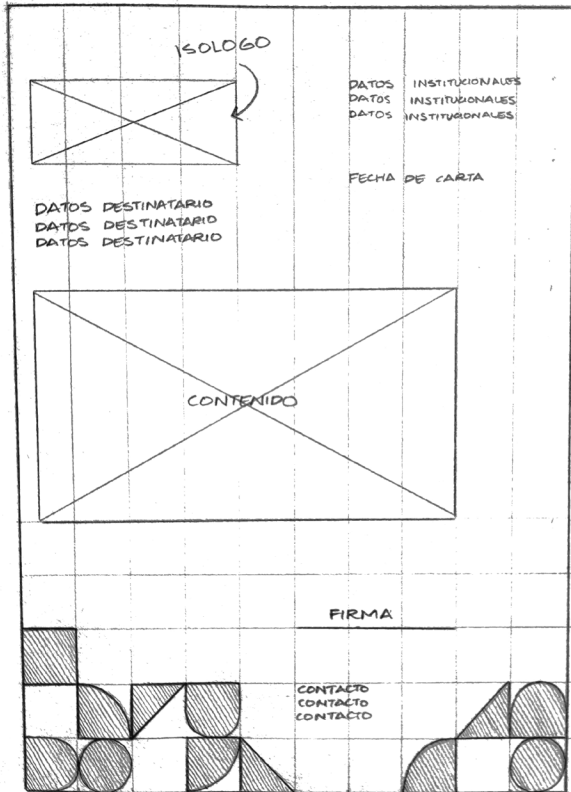 ISOLOGO
DATOS INSTITUCIONALES
DATOS INSTITUCIONALES
DATOS INSTITUCIONALES
FECHA DE CARTA
DATOS DESTINATARIO
DATOS DESTINATARIO
DATOS DESTINATARIO
CONTENIDO
FIRMA
CONTACTO
CONTACTO
CONTACTO